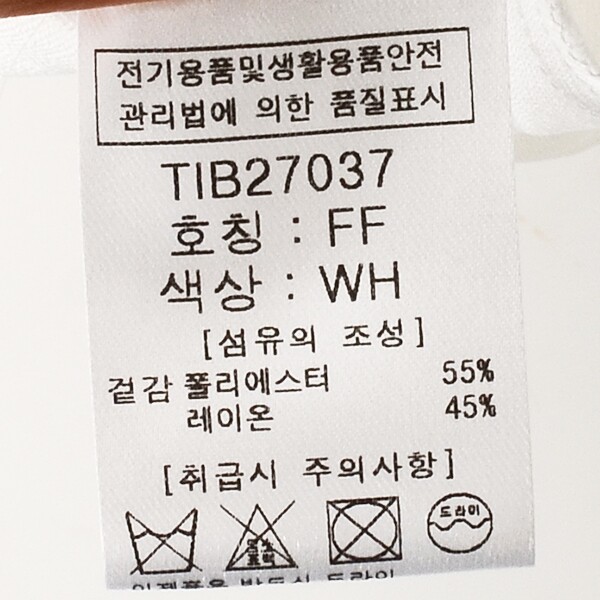 전기용품및생활용품안전
관리법에 의한 품질표시
TIB27037
호칭 : FF
색상 : WH
[섬유의 조성]
겉감 폴리에스터 55%
레이온 45%
[취급시 주의사항]
드라이